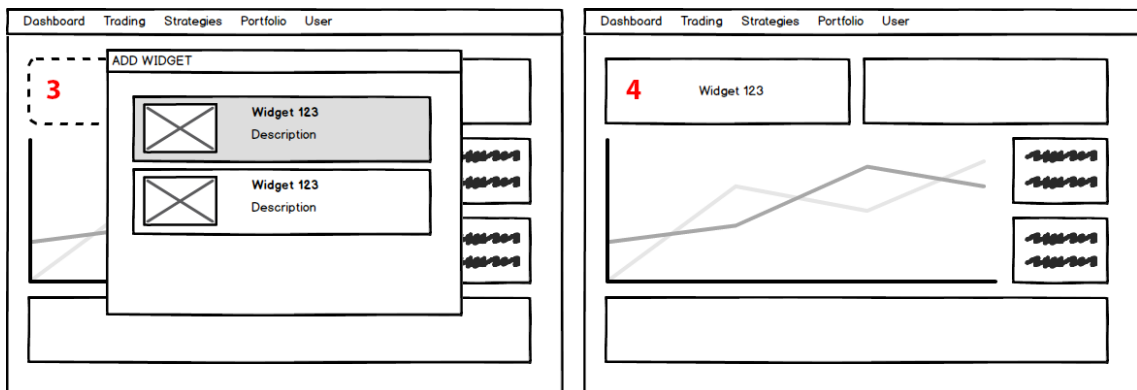 Dashboard Trading Strategies Portfolio User
ADD WIDGET
3
Widget 123
Description
Widget 123
Description
Dashboard Trading Strategies Portfolio User
4 Widget 123